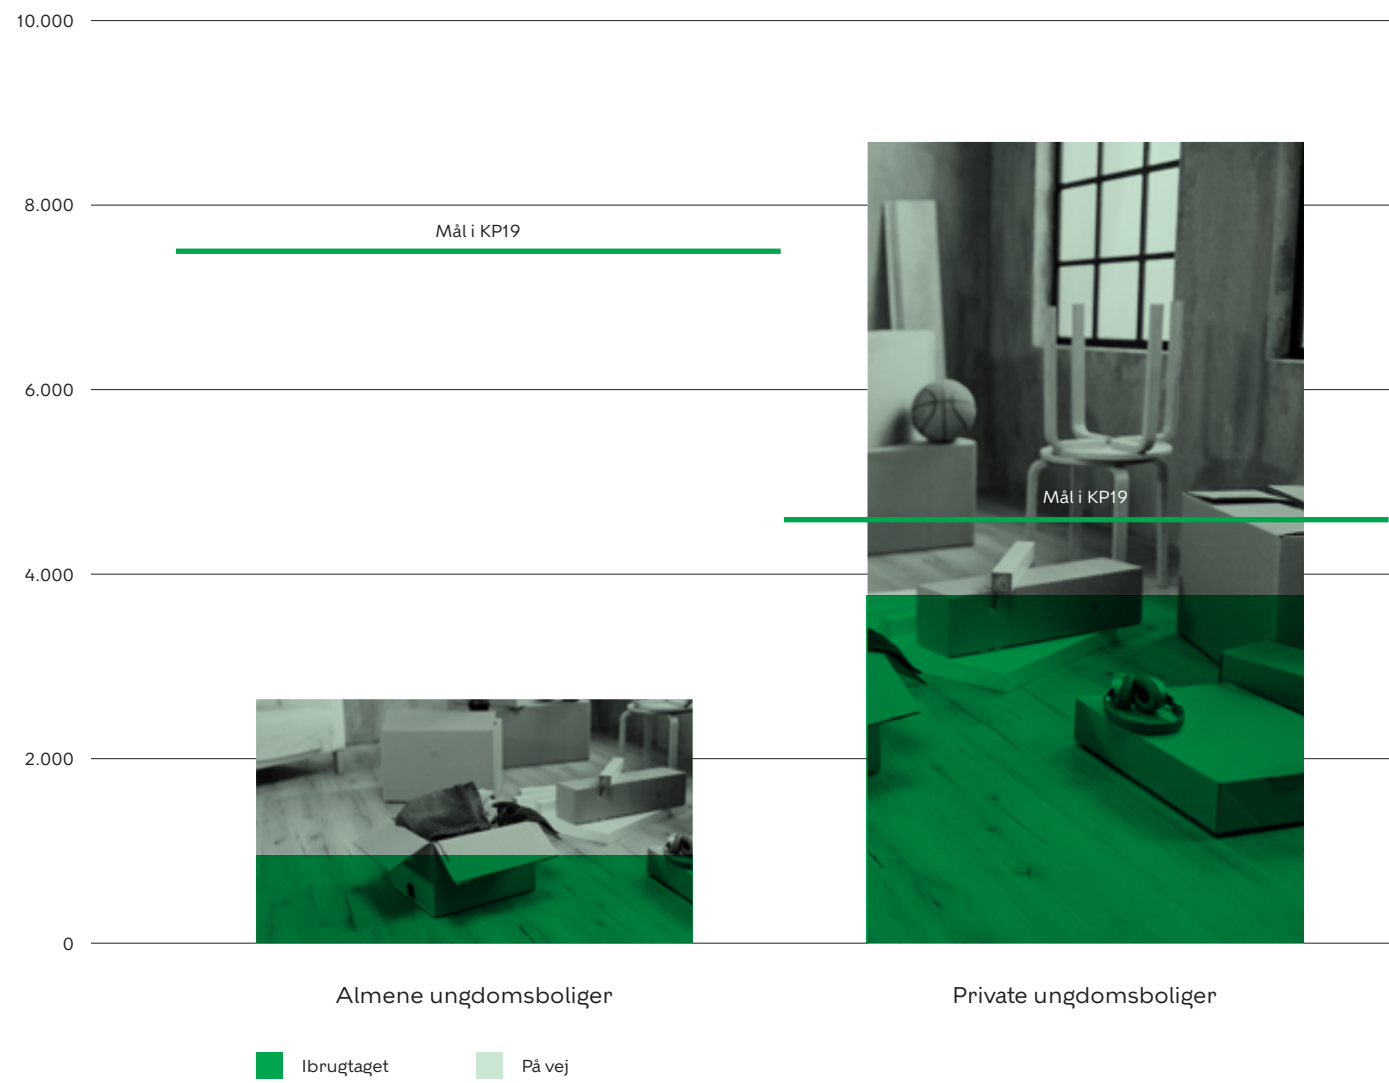 10.000
8.000
Mål i KP19
6.000
Mål i KP19
4.000
2.000
0
Almene ungdomsboliger
Private ungdomsboliger
Ibrugtaget
På vej